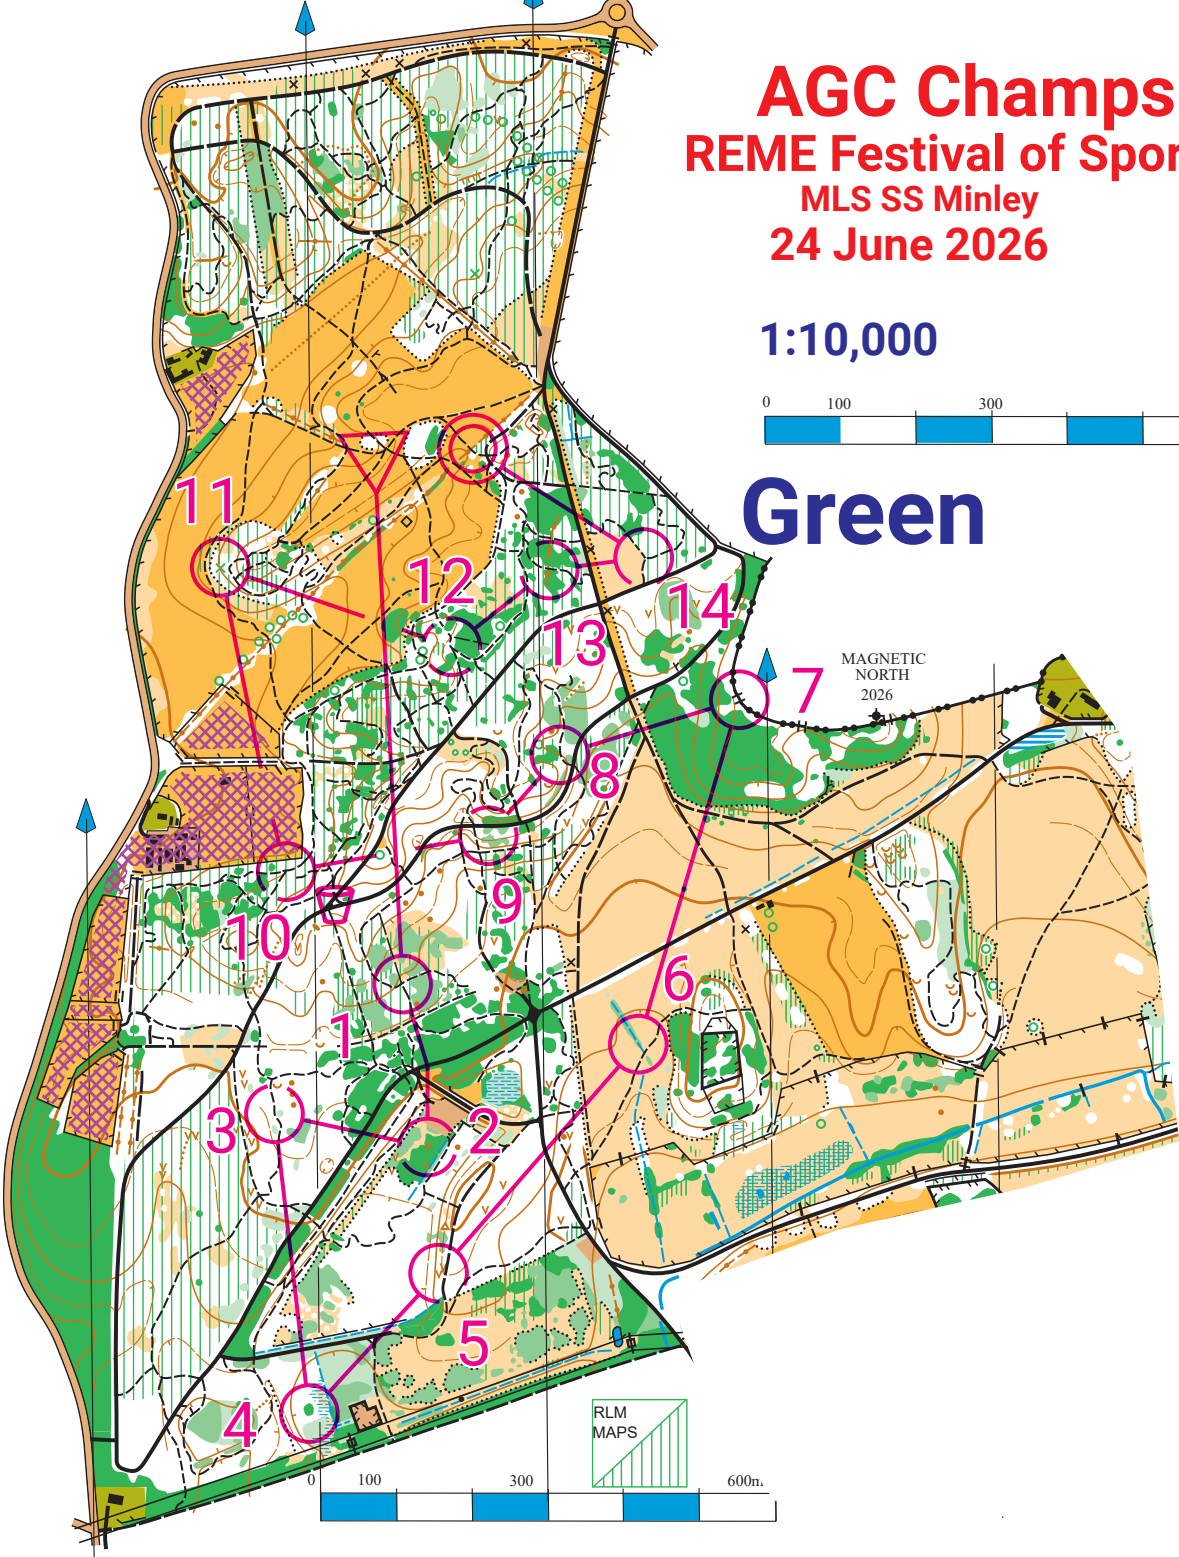 AGC Champs
REME Festival of Spor
MLS SS Minley
24 June 2026
1:10,000
0 100 300
Green
11
12
14
13
7
MAGNETIC
NORTH
2026
8
9
10
6
1
3
2
5
4
RLM
MAPS
0 100 300 600m